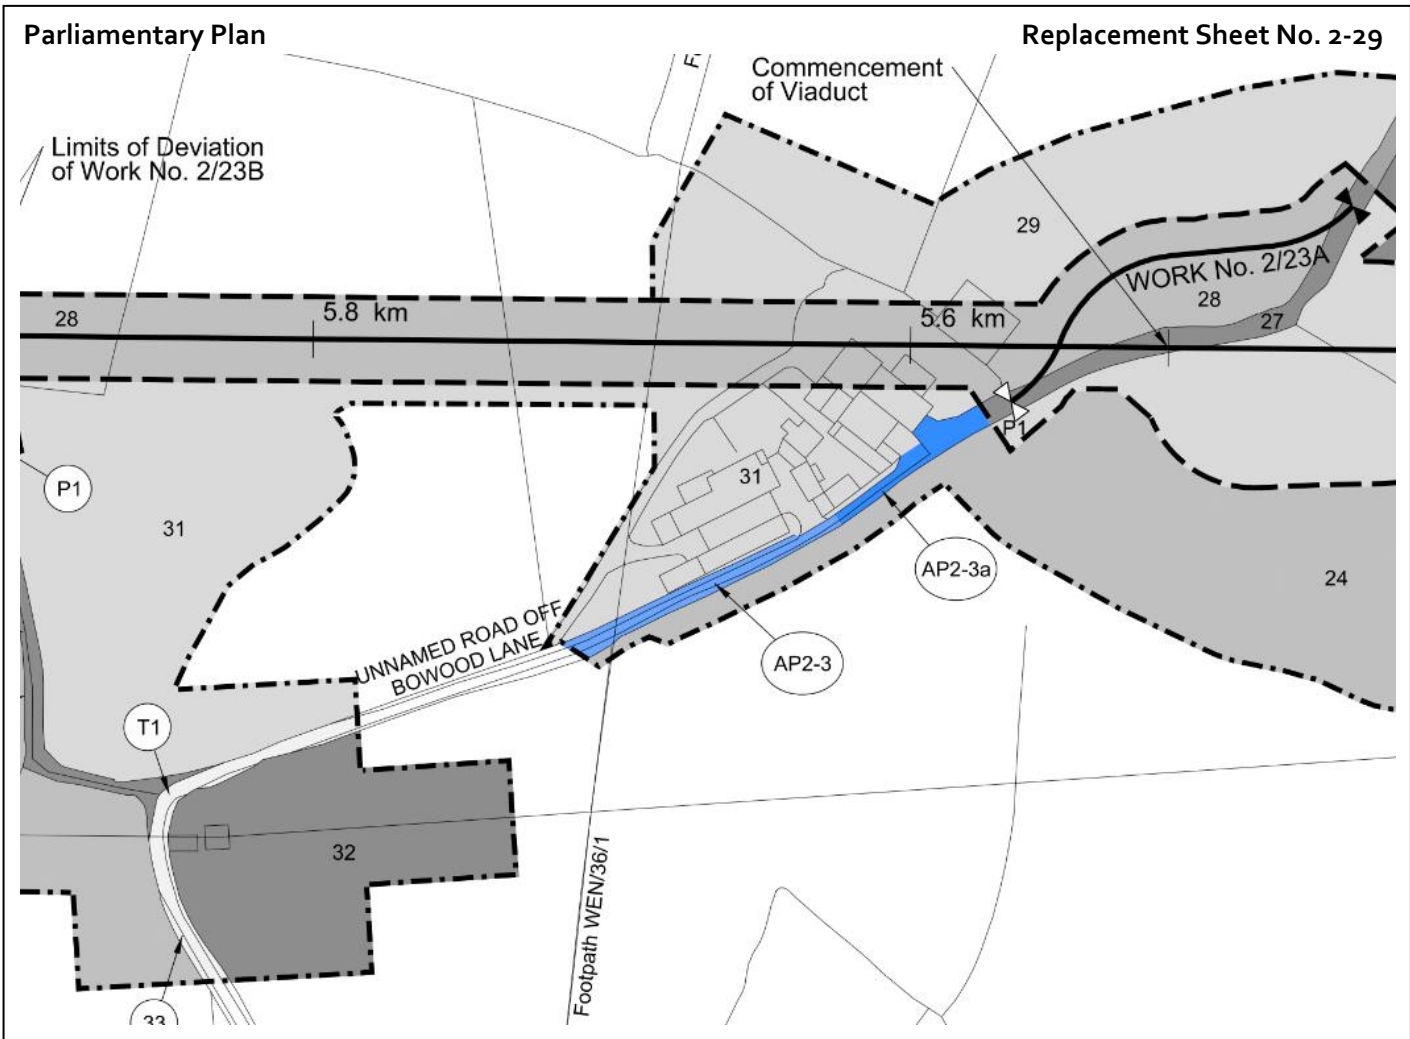 Parliamentary Plan
Replacement Sheet No. 2-29
Commencement
of Viaduct
Limits of Deviation
of Work No. 2/23B
29
WORK No. 2/23A
28
28
5.8 km
5.6 km
27
P1
31
P1
31
AP2-3a
24
UNNAMED ROAD OFF
BOWOOD LANE
AP2-3
T1
32
Footpath WEN/36/1
33